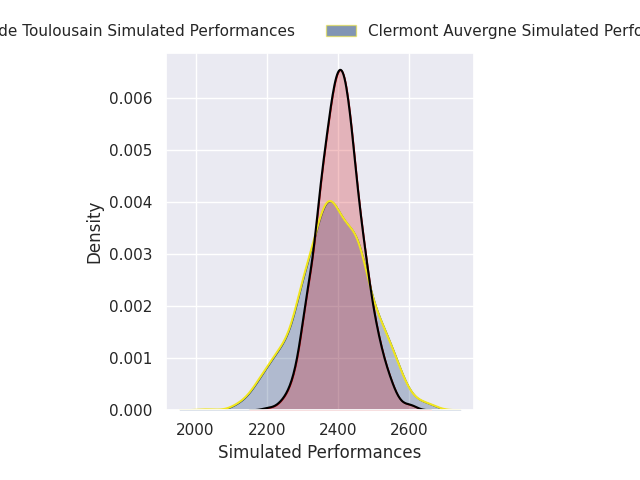 de Toulousain Simulated Performances
Clermont Auvergne Simulated Perfo
0.006
0.005
0.004
0.003
0.002
0.001
0.000
Density
2000 2200 2400 2600
Simulated Performances